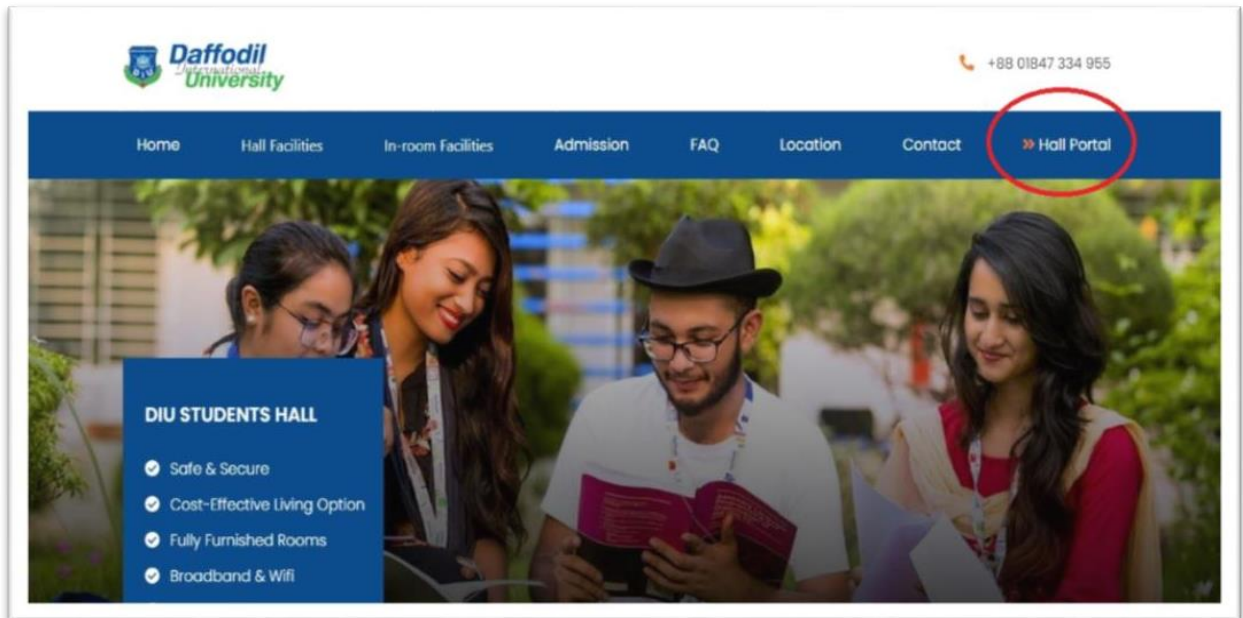 Daffodil
International
University
+88 01847 334 955
Home Hall Facilities In-room Facilities Admission FAQ Location Contact » Hall Portal
DIU STUDENTS HALL
Safe & Secure
Cost-Effective Living Option
Fully Furnished Rooms
Broadband & Wifi